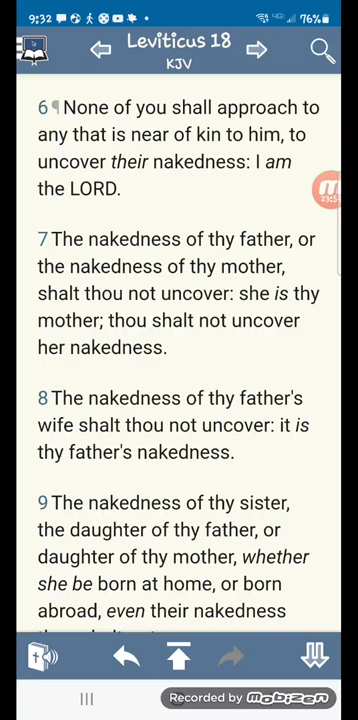 9:32 76%
Leviticus 18
KJV
6 ¶ None of you shall approach to
any that is near of kin to him, to
uncover their nakedness: I am
the LORD.
7 The nakedness of thy father, or
the nakedness of thy mother,
shalt thou not uncover: she is thy
mother; thou shalt not uncover
her nakedness.
8 The nakedness of thy father's
wife shalt thou not uncover: it is
thy father's nakedness.
9 The nakedness of thy sister,
the daughter of thy father, or
daughter of thy mother, whether
she be born at home, or born
abroad, even their nakedness
Recorded by mobizen